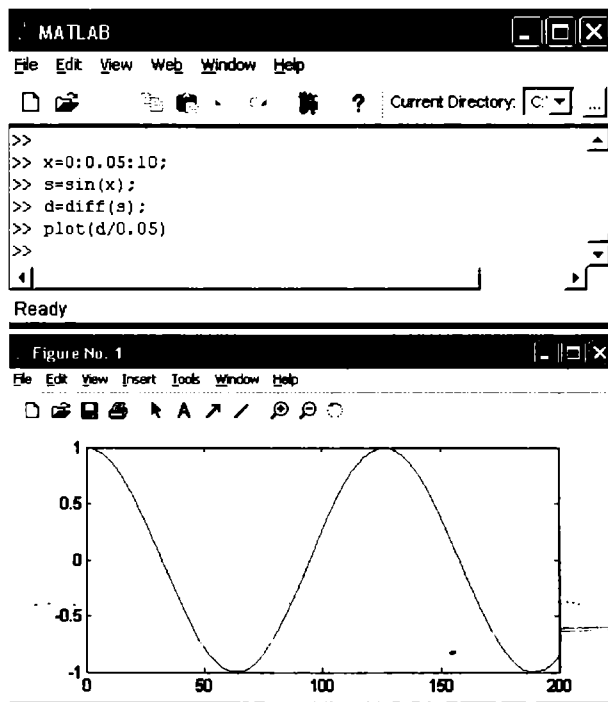 MATLAB
File Edit View Web Window Help
? Current Directory: C:\ ...
>>
>> x=0:0.05:10;
>> s=sin(x);
>> d=diff(s);
>> plot(d/0.05)
>>
Ready
Figure No. 1
File Edit View Insert Tools Window Help
A
1
0.5
0
-0.5
-1
0 50 100 150 200